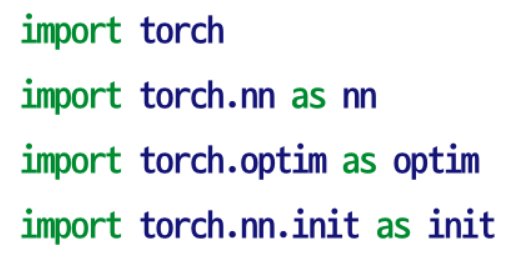 import torch
import torch.nn as nn
import torch.optim as optim
import torch.nn.init as init